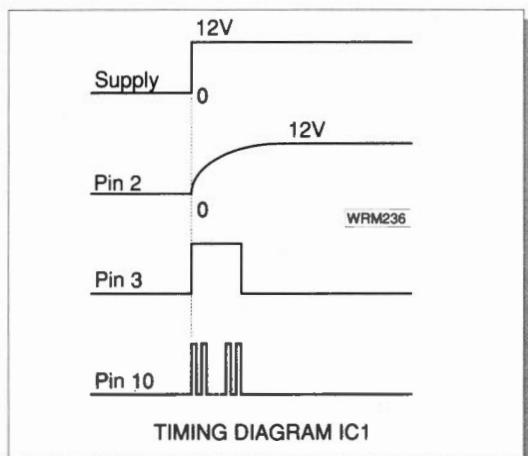 12V
Supply
0
12V
Pin 2
0
WRM236
Pin 3
Pin 10
TIMING DIAGRAM IC1